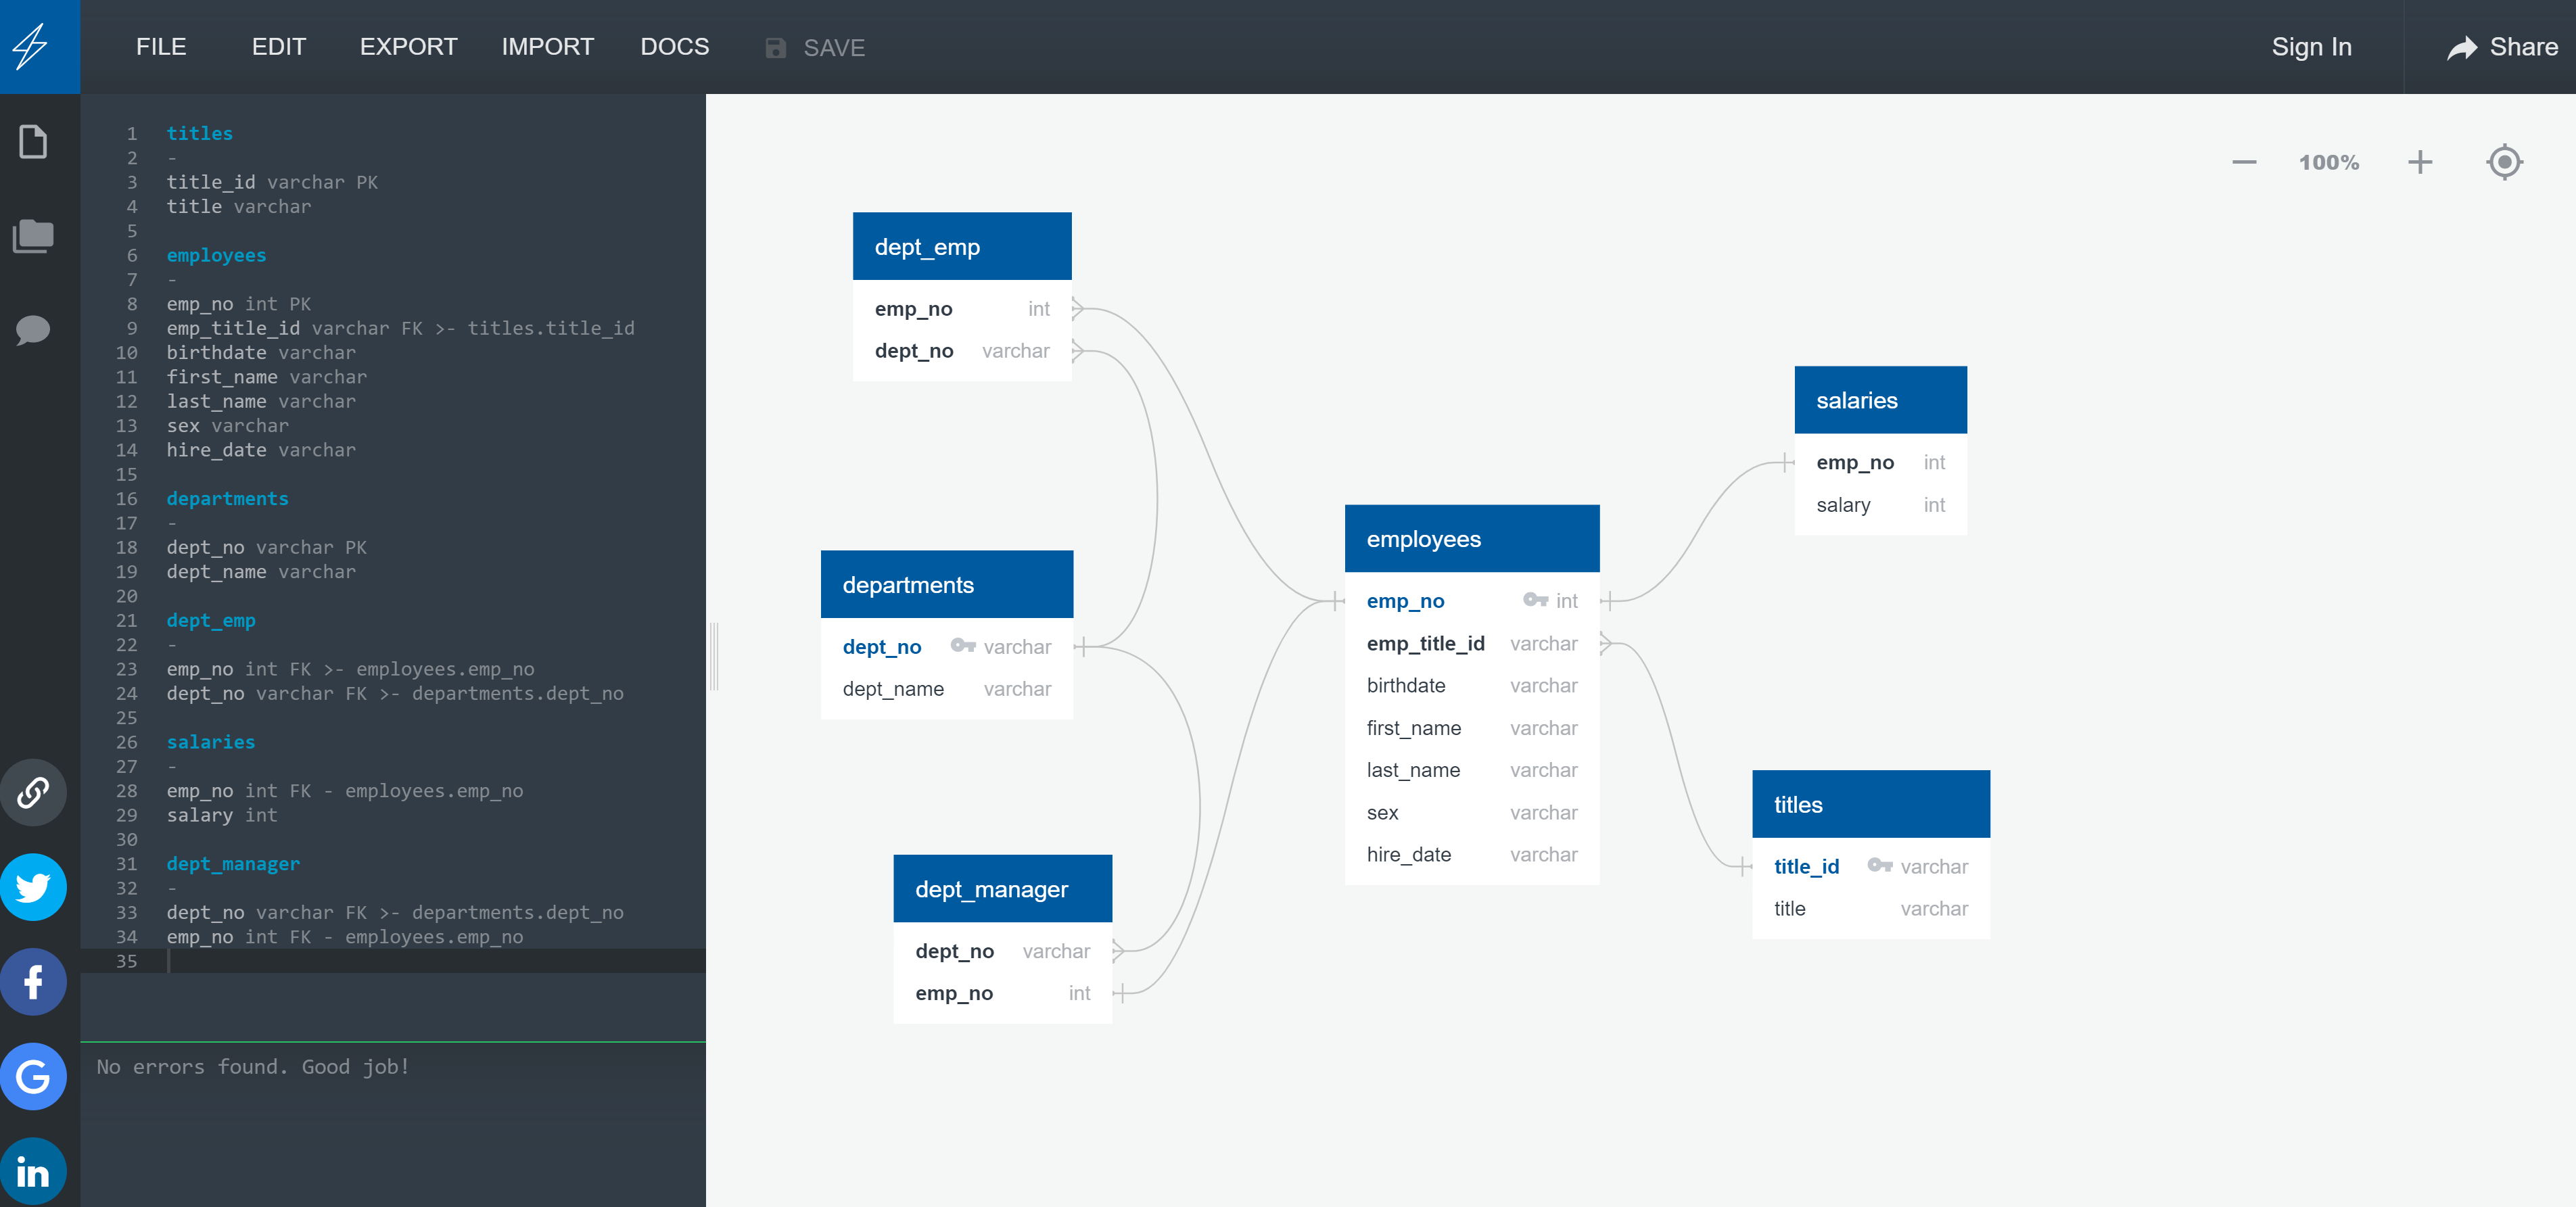 FILE EDIT EXPORT IMPORT DOCS SAVE Sign In Share
1 titles
2 -
3 title_id varchar PK
4 title varchar
5
6 employees
7 -
8 emp_no int PK
9 emp_title_id varchar FK >- titles.title_id
10 birthdate varchar
11 first_name varchar
12 last_name varchar
13 sex varchar
14 hire_date varchar
15
16 departments
17 -
18 dept_no varchar PK
19 dept_name varchar
20
21 dept_emp
22 -
23 emp_no int FK >- employees.emp_no
24 dept_no varchar FK >- departments.dept_no
25
26 salaries
27 -
28 emp_no int FK - employees.emp_no
29 salary int
30
31 dept_manager
32 -
33 dept_no varchar FK >- departments.dept_no
34 emp_no int FK - employees.emp_no
35
No errors found. Good job!
100%
dept_emp
emp_no int
dept_no varchar
departments
dept_no varchar
dept_name varchar
dept_manager
dept_no varchar
emp_no int
employees
emp_no int
emp_title_id varchar
birthdate varchar
first_name varchar
last_name varchar
sex varchar
hire_date varchar
salaries
emp_no int
salary int
titles
title_id varchar
title varchar